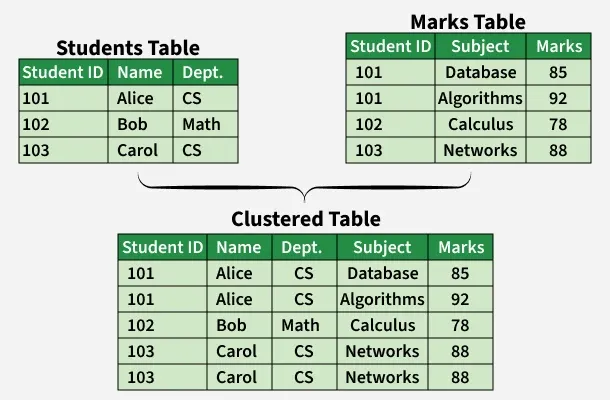 Students Table
Student ID Name Dept.
101 Alice CS
102 Bob Math
103 Carol CS
Marks Table
Student ID Subject Marks
101 Database 85
101 Algorithms 92
102 Calculus 78
103 Networks 88
Clustered Table
Student ID Name Dept. Subject Marks
101 Alice CS Database 85
101 Alice CS Algorithms 92
102 Bob Math Calculus 78
103 Carol CS Networks 88
103 Carol CS Networks 88